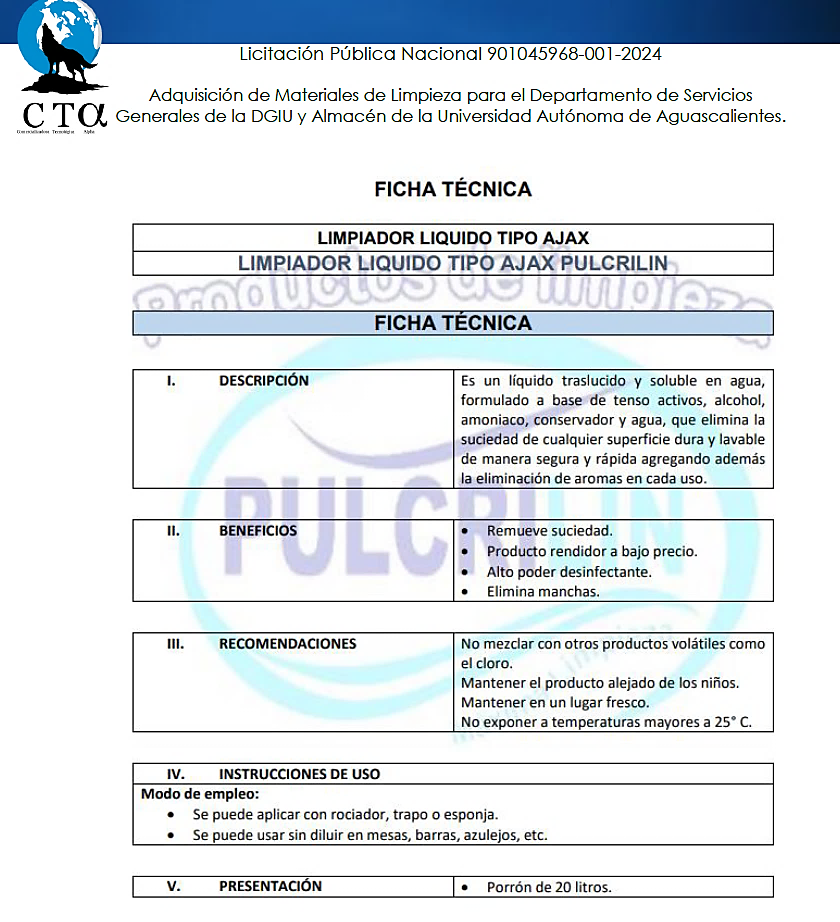 Licitación Pública Nacional 901045968-001-2024
Adquisición de Materiales de Limpieza para el Departamento de Servicios
Generales de la DGIU y Almacén de la Universidad Autónoma de Aguascalientes.
CTα
Comercializadora Tecnológica Alpha
FICHA TÉCNICA
LIMPIADOR LIQUIDO TIPO AJAX
LIMPIADOR LIQUIDO TIPO AJAX PULCRILIN
Productos de limpieza
FICHA TÉCNICA
I. DESCRIPCIÓN
Es un líquido traslucido y soluble en agua,
formulado a base de tenso activos, alcohol,
amoniaco, conservador y agua, que elimina la
suciedad de cualquier superficie dura y lavable
de manera segura y rápida agregando además
la eliminación de aromas en cada uso.
PULCRILIN
II. BENEFICIOS
• Remueve suciedad.
• Producto rendidor a bajo precio.
• Alto poder desinfectante.
• Elimina manchas.
III. RECOMENDACIONES
No mezclar con otros productos volátiles como
el cloro.
Mantener el producto alejado de los niños.
Mantener en un lugar fresco.
No exponer a temperaturas mayores a 25° C.
IV. INSTRUCCIONES DE USO
Modo de empleo:
• Se puede aplicar con rociador, trapo o esponja.
• Se puede usar sin diluir en mesas, barras, azulejos, etc.
V. PRESENTACIÓN
• Porrón de 20 litros.